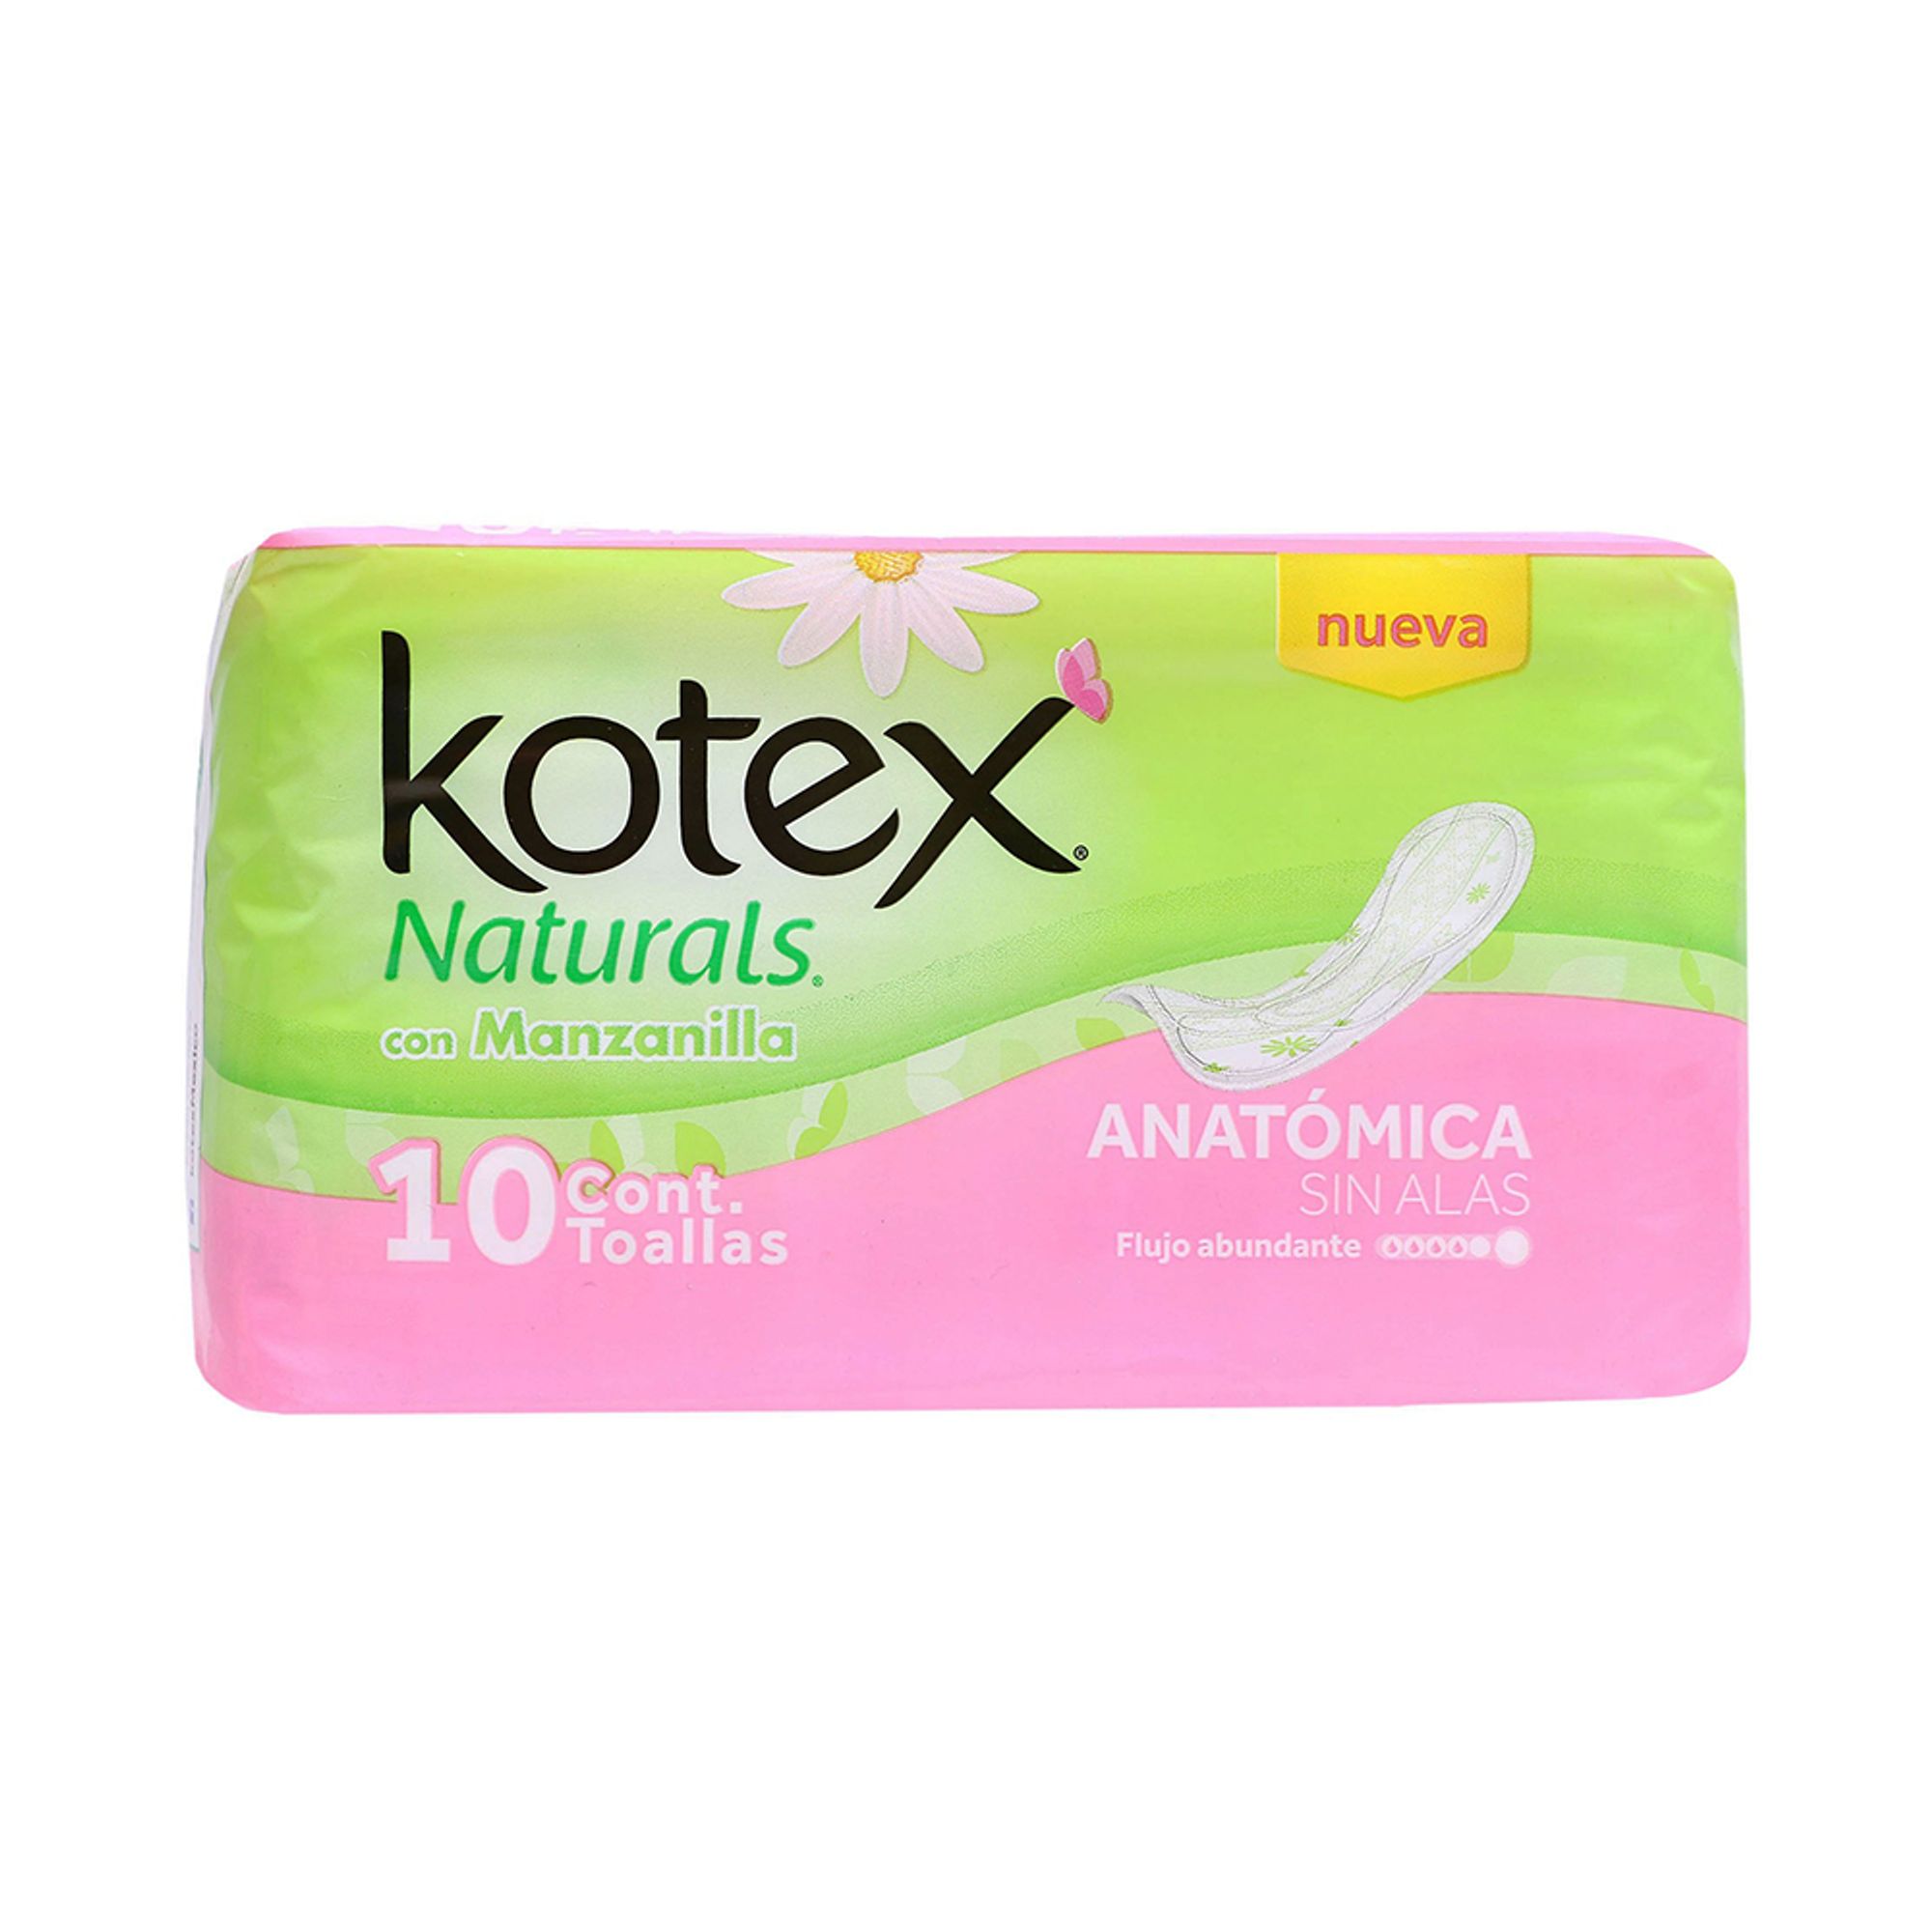 nueva
kotex®
Naturals®
con Manzanilla
10 Cont.
Toallas
ANATÓMICA
SIN ALAS
Flujo abundante